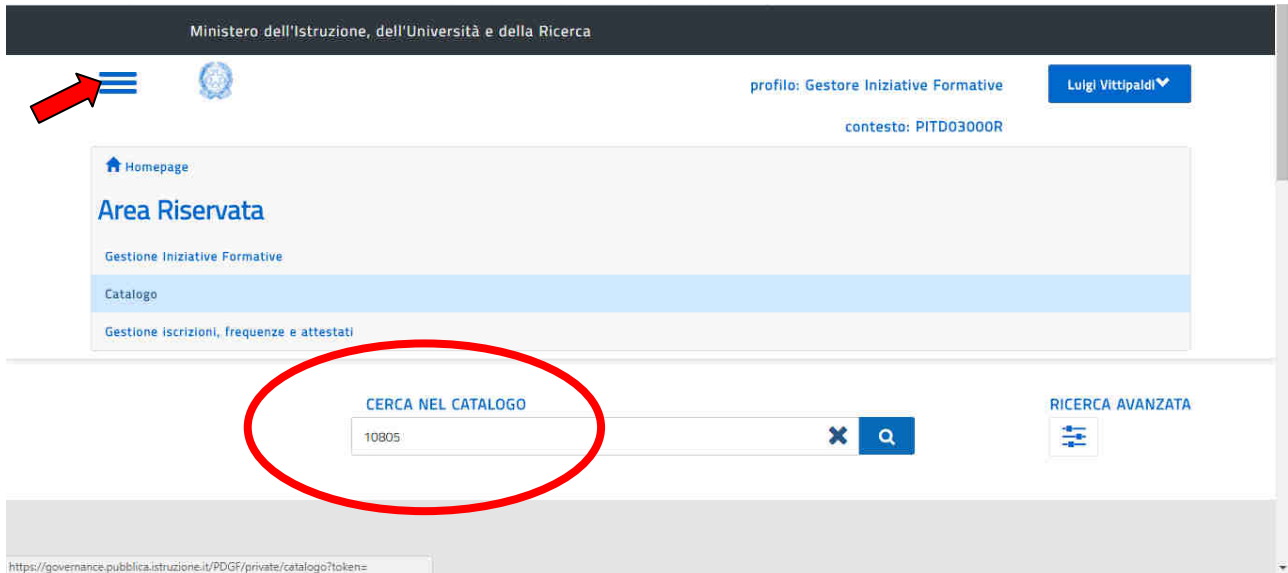 Ministero dell'Istruzione, dell'Università e della Ricerca
profilo: Gestore Iniziative Formative
Luigi Vittipaldi
contesto: PITD03000R
Homepage
Area Riservata
Gestione Iniziative Formative
Catalogo
Gestione iscrizioni, frequenze e attestati
CERCA NEL CATALOGO
RICERCA AVANZATA
10805
https://governance.pubblica.istruzione.it/PDGF/private/catalogo?token=